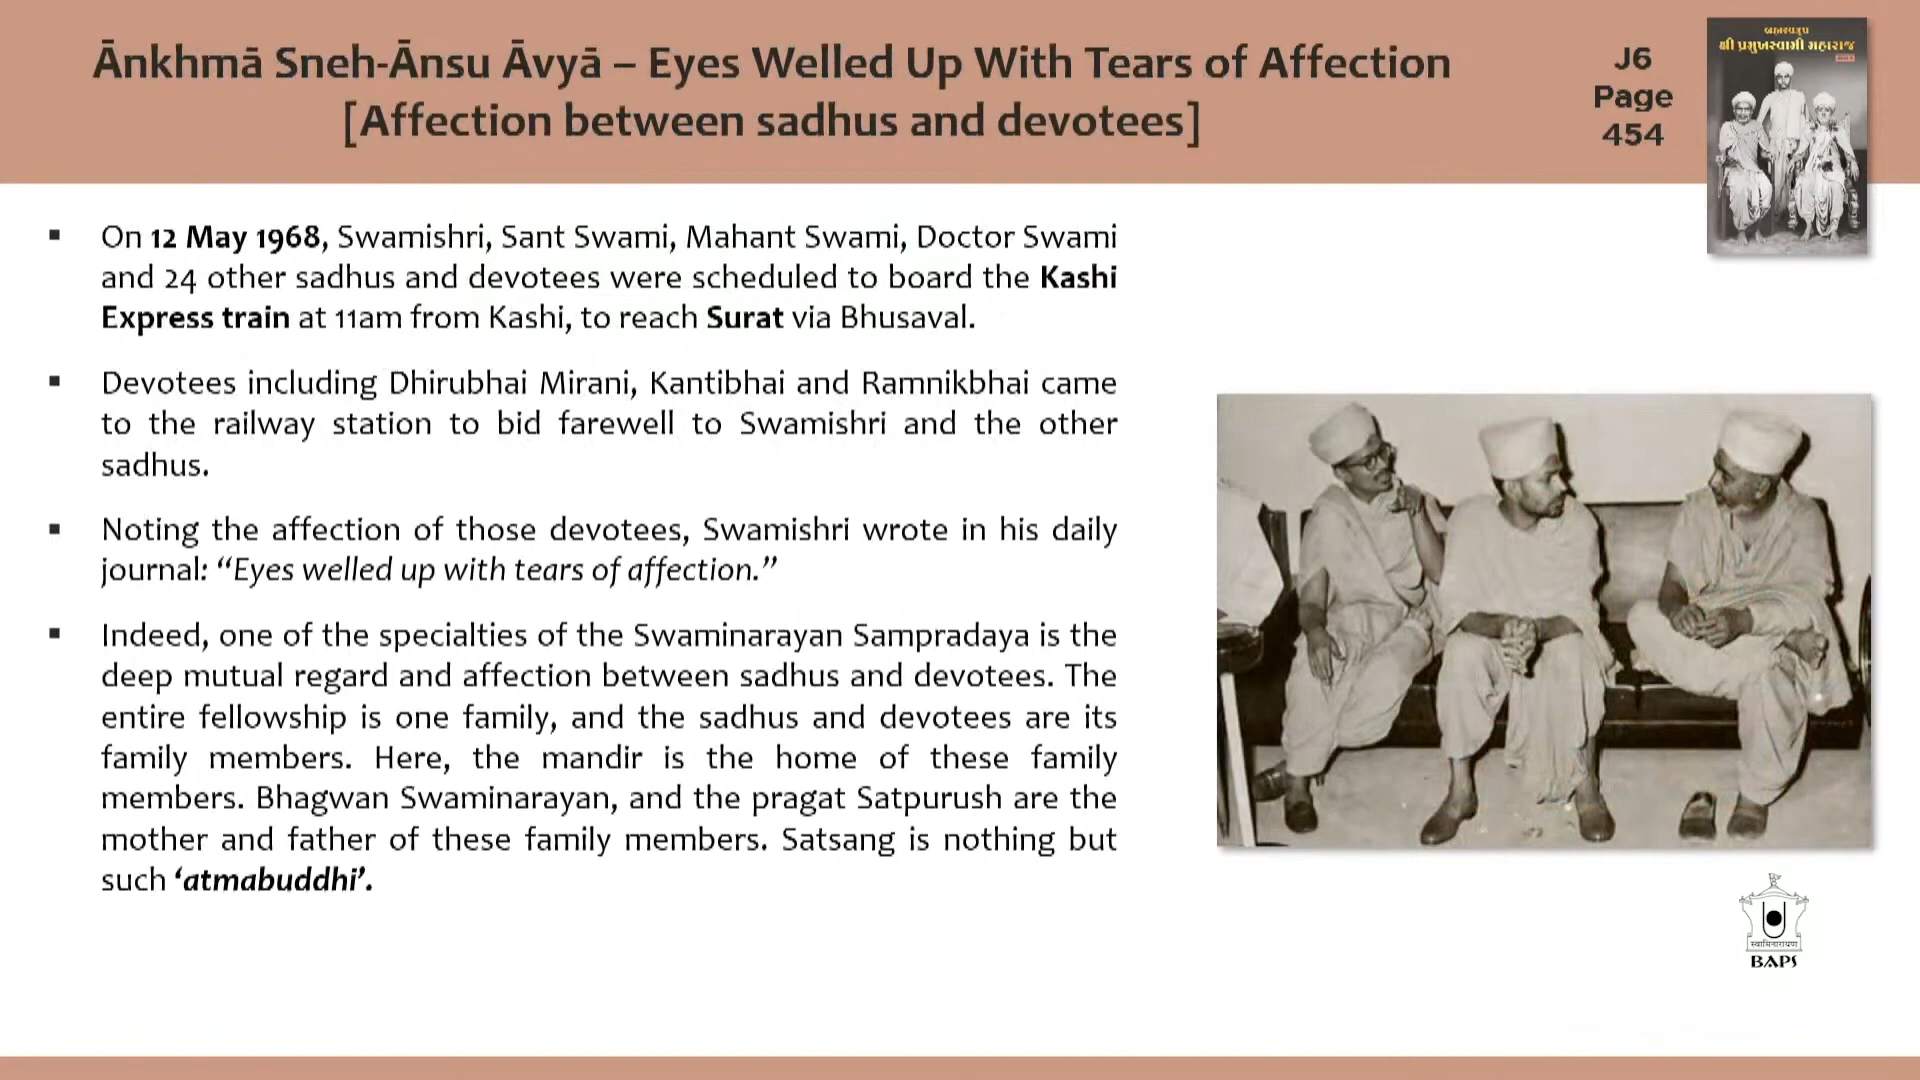 Ānkhmā Sneh-Ānsu Āvyā – Eyes Welled Up With Tears of Affection
[Affection between sadhus and devotees]
J6
Page
454
બ્રહ્મસ્વરૂપ
શ્રી પ્રમુખસ્વામી મહારાજ
▪ On 12 May 1968, Swamishri, Sant Swami, Mahant Swami, Doctor Swami
and 24 other sadhus and devotees were scheduled to board the Kashi
Express train at 11am from Kashi, to reach Surat via Bhusaval.
▪ Devotees including Dhirubhai Mirani, Kantibhai and Ramnikbhai came
to the railway station to bid farewell to Swamishri and the other
sadhus.
▪ Noting the affection of those devotees, Swamishri wrote in his daily
journal: “Eyes welled up with tears of affection.”
▪ Indeed, one of the specialties of the Swaminarayan Sampradaya is the
deep mutual regard and affection between sadhus and devotees. The
entire fellowship is one family, and the sadhus and devotees are its
family members. Here, the mandir is the home of these family
members. Bhagwan Swaminarayan, and the pragat Satpurush are the
mother and father of these family members. Satsang is nothing but
such ‘atmabuddhi’.
स्वामिनारायण
BAPS